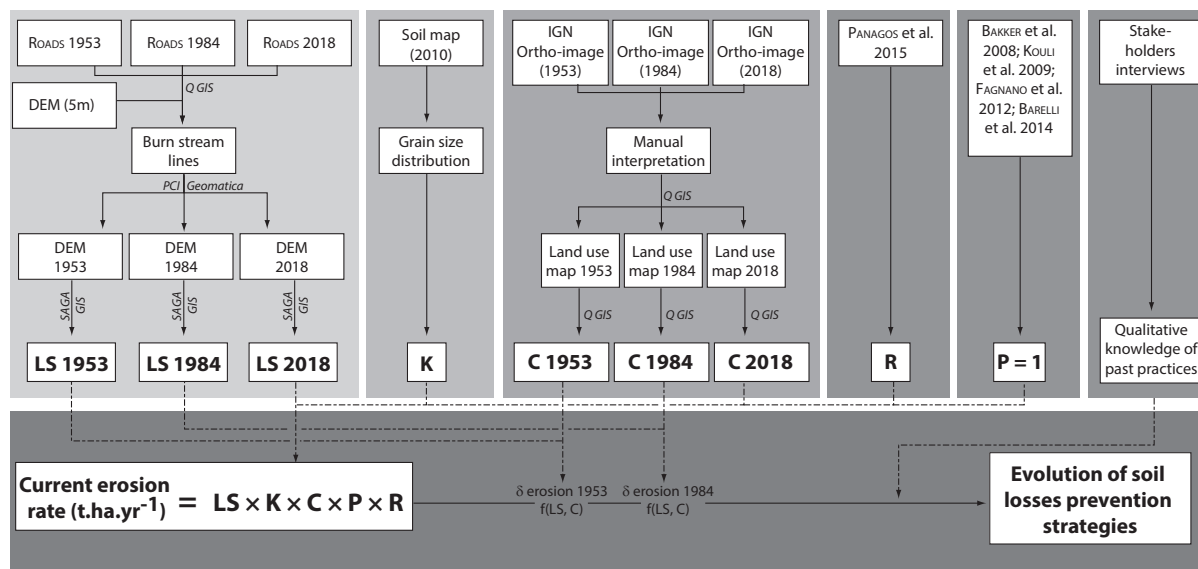 ROADS 1953
ROADS 1984
ROADS 2018
Q GIS
DEM (5m)
Burn stream
lines
PCI Geomatica
DEM
1953
DEM
1984
DEM
2018
SAGA
GIS
SAGA
GIS
SAGA
GIS
LS 1953
LS 1984
LS 2018
Soil map
(2010)
Grain size
distribution
K
IGN
Ortho-image
(1953)
IGN
Ortho-image
(1984)
IGN
Ortho-image
(2018)
Manual
interpretation
Q GIS
Land use
map 1953
Land use
map 1984
Land use
map 2018
Q GIS
Q GIS
Q GIS
C 1953
C 1984
C 2018
PANAGOS et al.
2015
R
BAKKER et al.
2008; KOULI
et al. 2009;
FAGNANO et al.
2012; BARELLI
et al. 2014
P = 1
Stake-
holders
interviews
Qualitative
knowledge of
past practices
Current erosion
rate (t.ha.yr-1) = LS × K × C × P × R
δ erosion 1953
f(LS, C)
δ erosion 1984
f(LS, C)
Evolution of soil
losses prevention
strategies